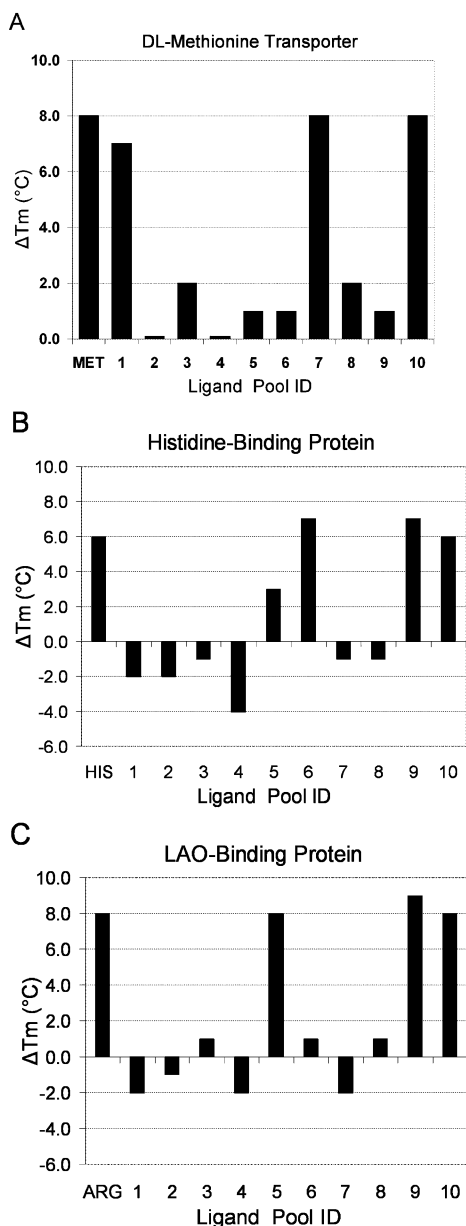 A
DL-Methionine Transporter
10.0
8.0
6.0
4.0
2.0
0.0
ΔTm (°C)
MET 1 2 3 4 5 6 7 8 9 10
Ligand Pool ID
B
Histidine-Binding Protein
10.0
8.0
6.0
4.0
2.0
0.0
-2.0
-4.0
-6.0
ΔTm (°C)
HIS 1 2 3 4 5 6 7 8 9 10
Ligand Pool ID
C
LAO-Binding Protein
10.0
8.0
6.0
4.0
2.0
0.0
-2.0
-4.0
-6.0
ΔTm (°C)
ARG 1 2 3 4 5 6 7 8 9 10
Ligand Pool ID